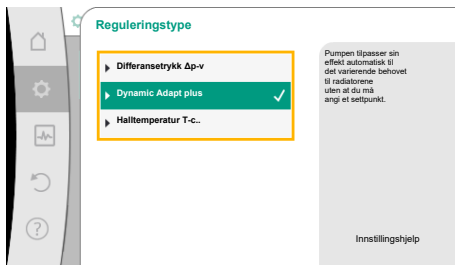 Reguleringstype
Differansetrykk Δp-v
Dynamic Adapt plus
Halltemperatur T-c..
Pumpen tilpasser sin
effekt automatisk til
det varierende behovet
til radiatorene
uten at du må
angi et settpunkt.
Innstillingshjelp